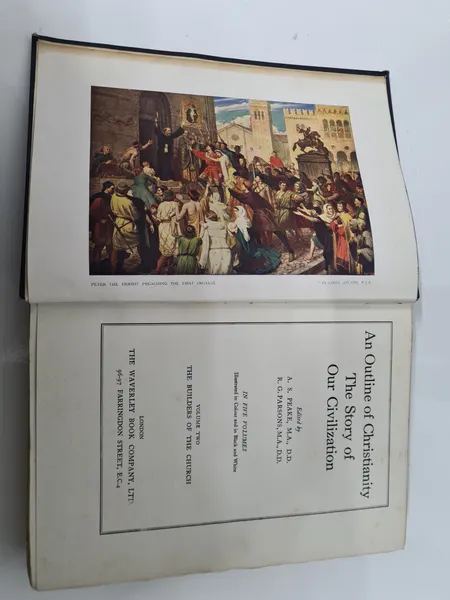 PETER THE HERMIT PREACHING THE FIRST CRUSADE
An Outline of Christianity
The Story of
Our Civilization
Edited by
A. S. PEAKE, M.A., D.D.
R. G. PARSONS, M.A., D.D.
IN FIVE VOLUMES
Illustrated in Colour and in Black and White
VOLUME TWO
THE BUILDERS OF THE CHURCH
LONDON
THE WAVERLEY BOOK COMPANY, LTD
96-97 FARRINGDON STREET, E.C.4